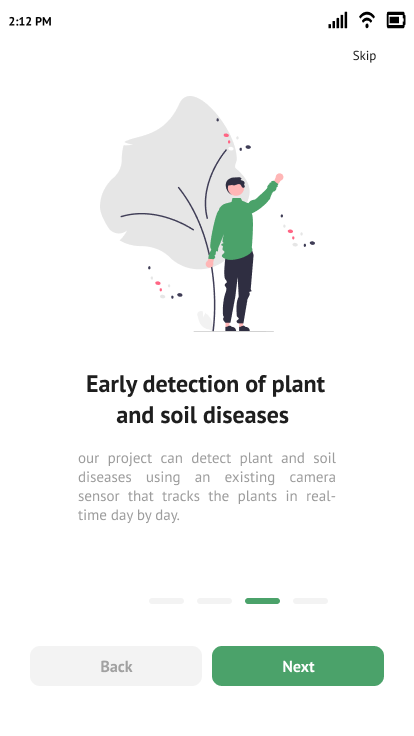 2:12 PM
Skip
Early detection of plant
and soil diseases
our project can detect plant and soil
diseases using an existing camera
sensor that tracks the plants in real-
time day by day.
Back
Next